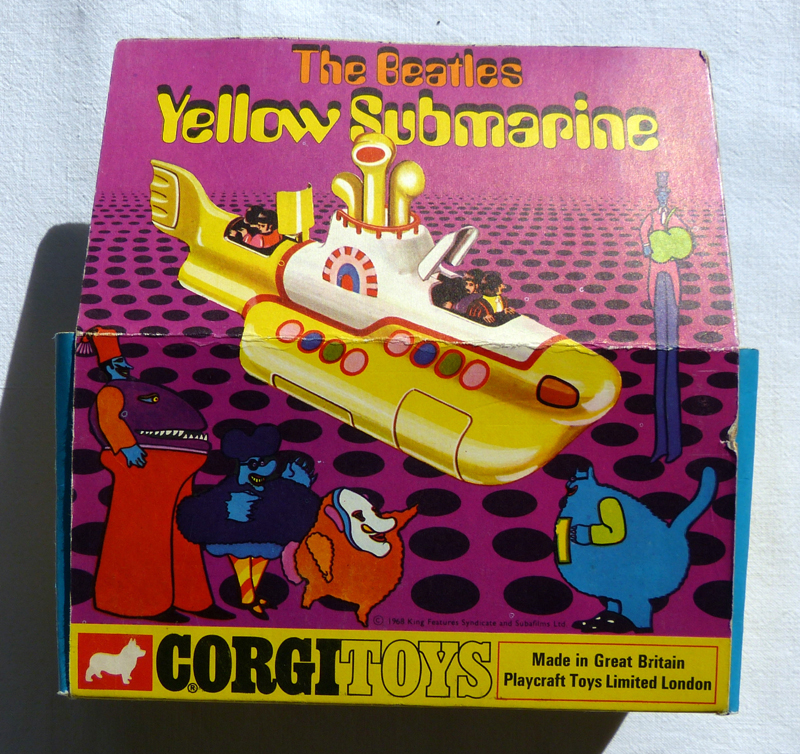 The Beatles
Yellow Submarine
© 1968 King Features Syndicate and Subafilms Ltd.
CORGI TOYS
®
Made in Great Britain
Playcraft Toys Limited London